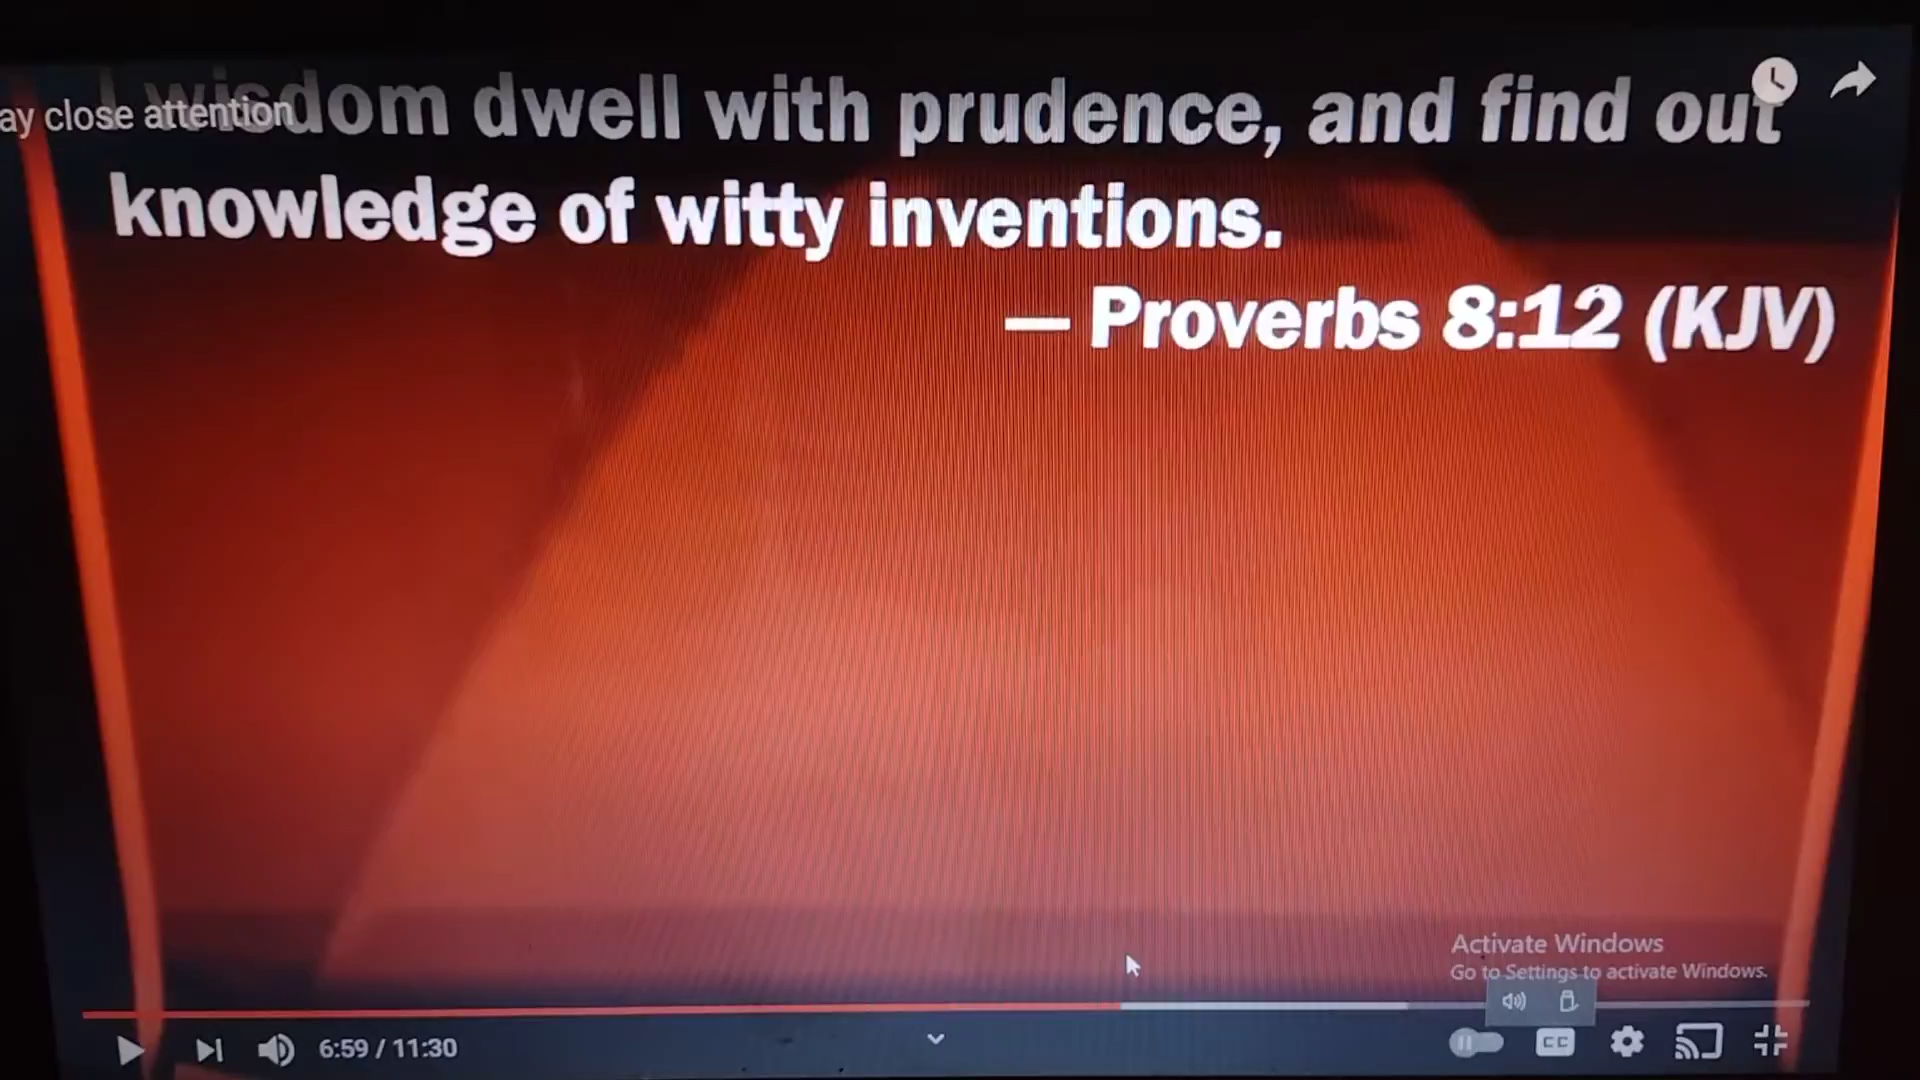 I wisdom dwell with prudence, and find out
ay close attention
knowledge of witty inventions.
— Proverbs 8:12 (KJV)
Activate Windows
Go to Settings to activate Windows.
6:59 / 11:30
CC